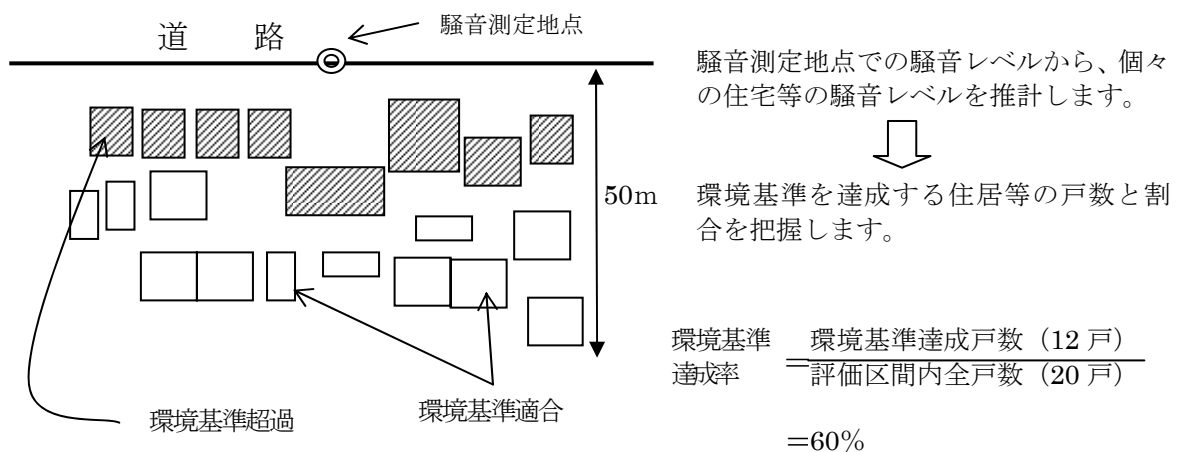 道 路
騒音測定地点
50m
環境基準超過
環境基準適合
騒音測定地点での騒音レベルから、個々
の住宅等の騒音レベルを推計します。
環境基準を達成する住居等の戸数と割
合を把握します。
環境基準
達成率
＝
環境基準達成戸数（12 戸）
評価区間内全戸数（20 戸）
＝60%